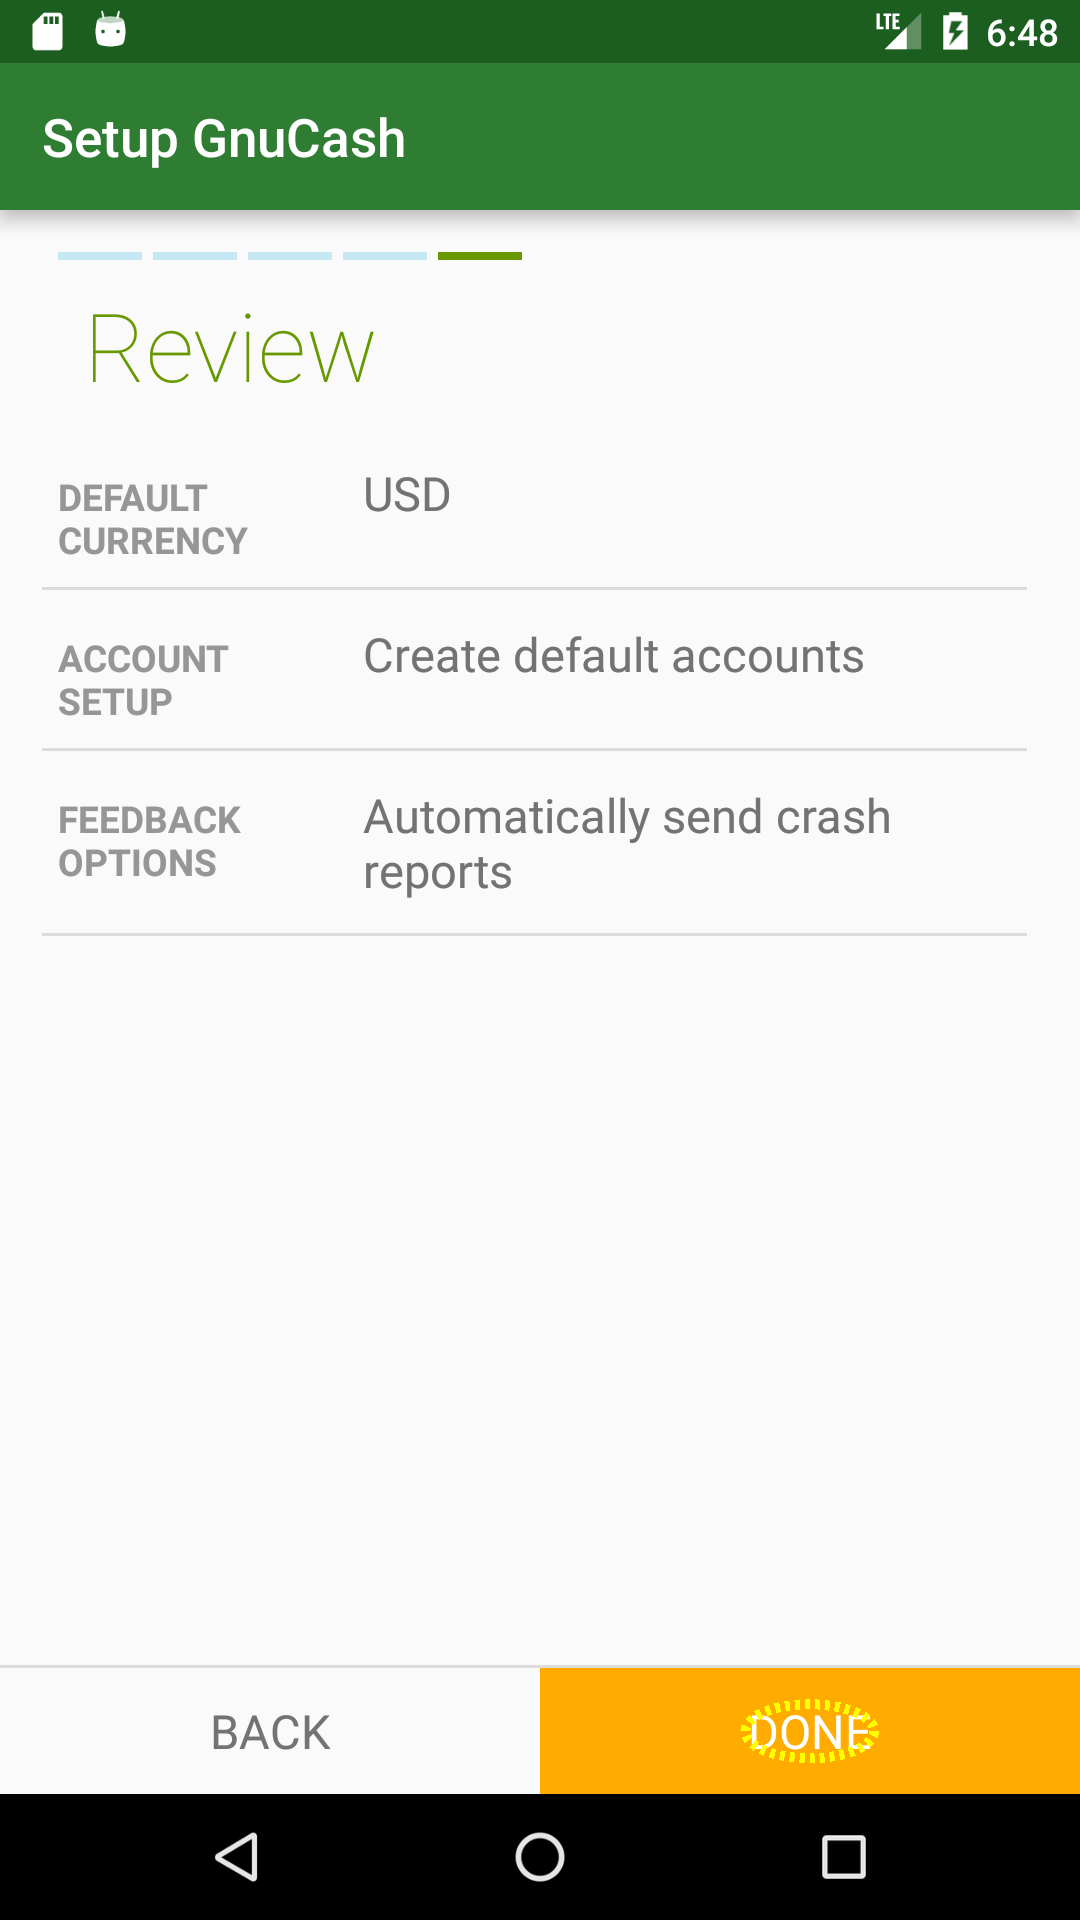 LTE 6:48
Setup GnuCash
Review
DEFAULT
CURRENCY
USD
ACCOUNT
SETUP
Create default accounts
FEEDBACK
OPTIONS
Automatically send crash
reports
BACK
DONE